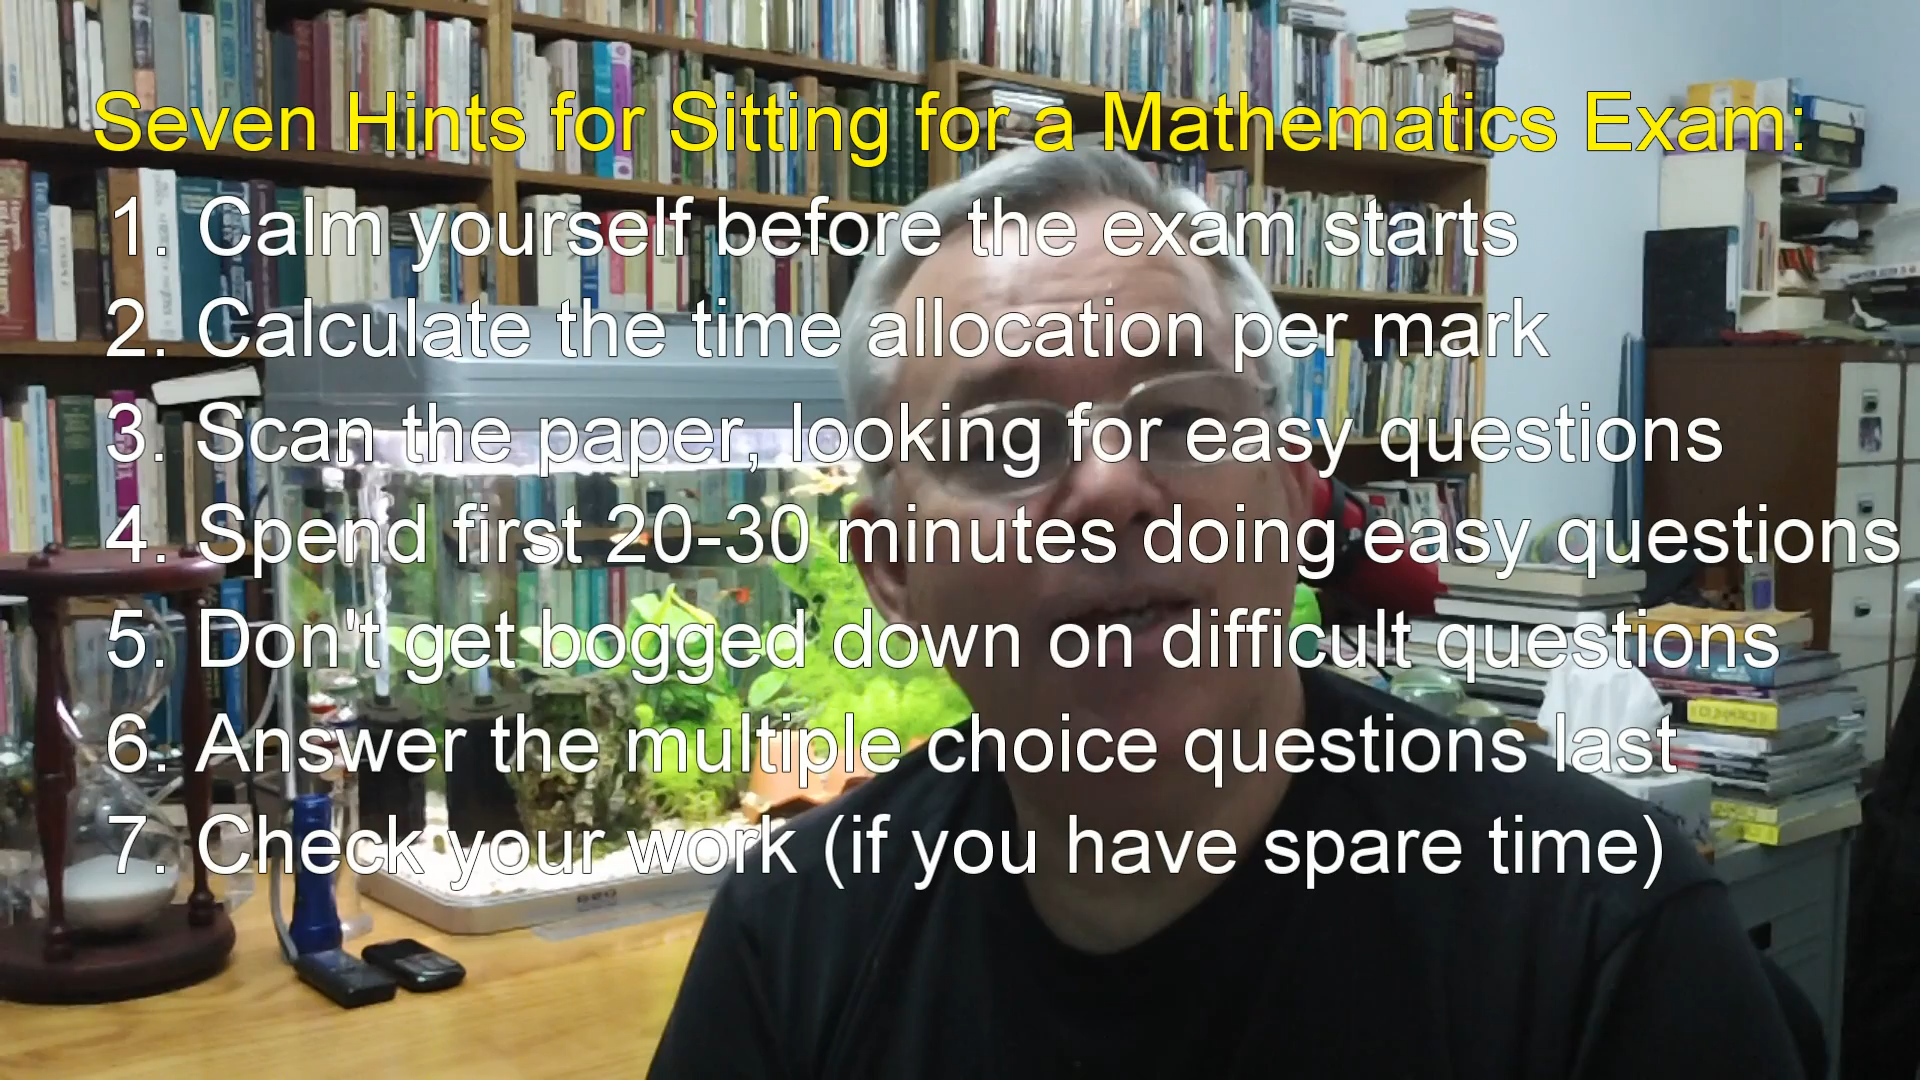 Seven Hints for Sitting for a Mathematics Exam:
1. Calm yourself before the exam starts
2. Calculate the time allocation per mark
3. Scan the paper, looking for easy questions
4. Spend first 20-30 minutes doing easy questions
5. Don't get bogged down on difficult questions
6. Answer the multiple choice questions last
7. Check your work (if you have spare time)